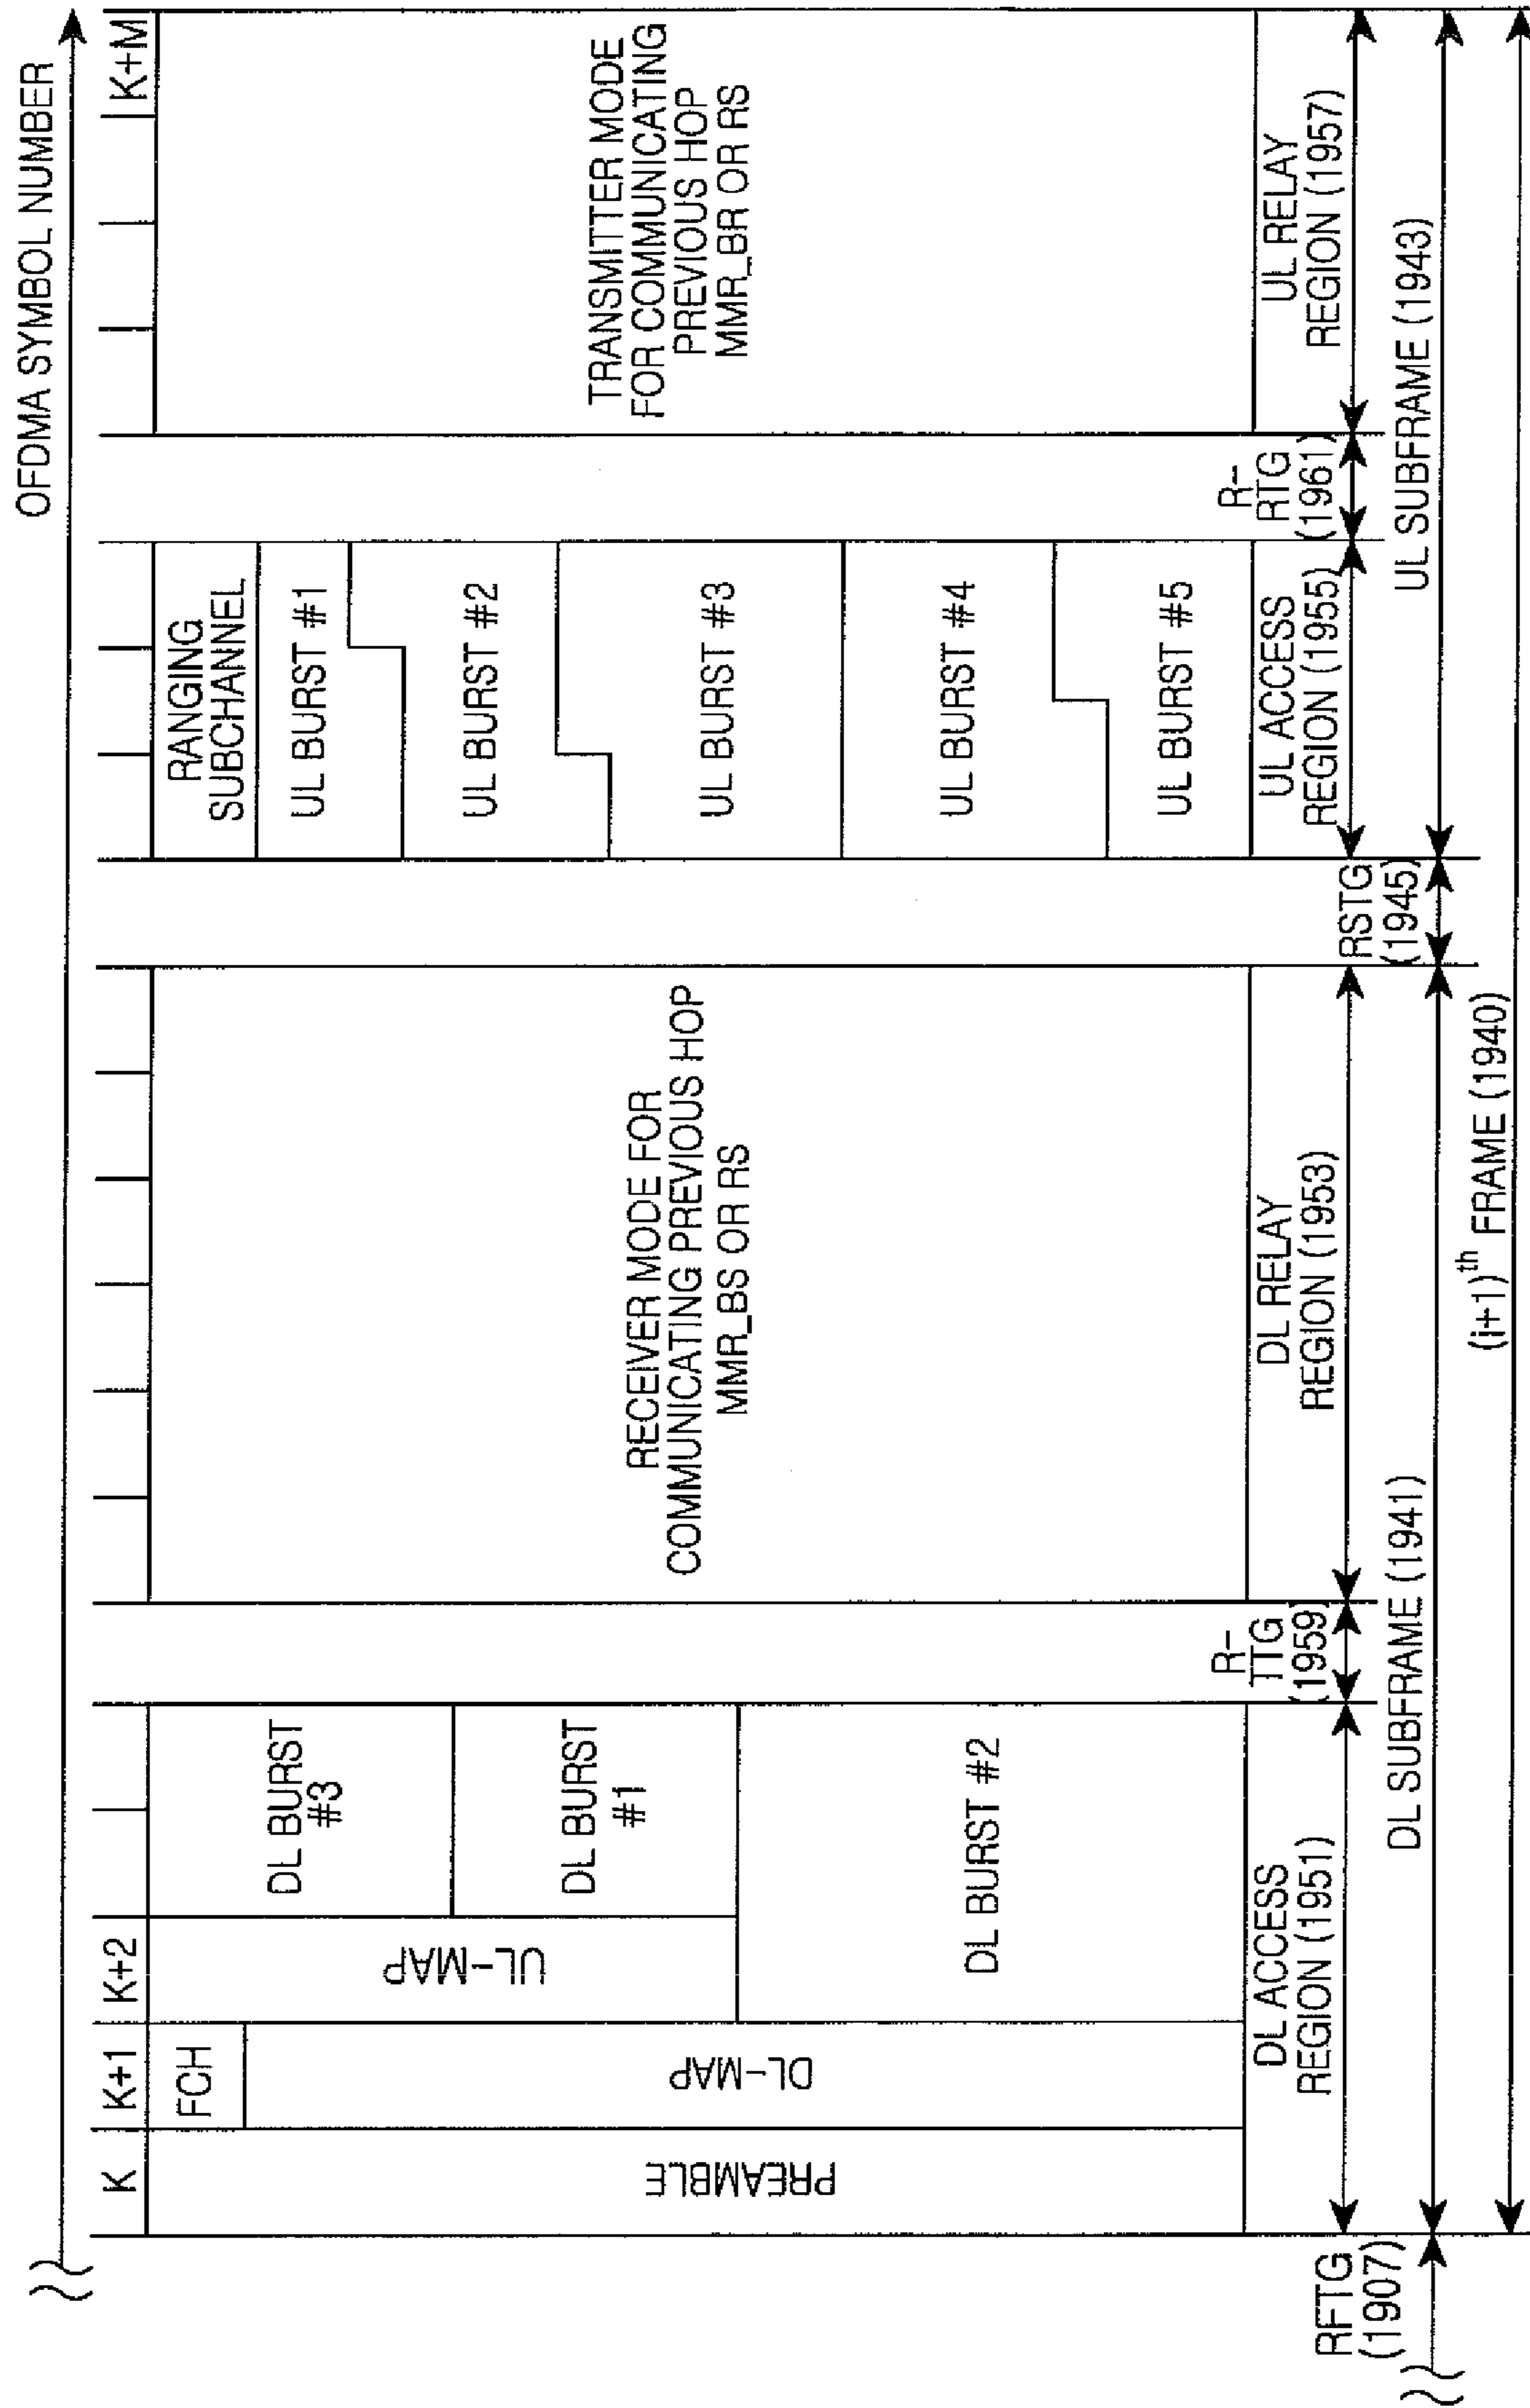 OFDMA SYMBOL NUMBER
K
K+1
K+2
K+M
PREAMBLE
FCH
DL-MAP
UL-MAP
DL BURST
#3
DL BURST
#1
DL BURST #2
RECEIVER MODE FOR
COMMUNICATING PREVIOUS HOP
MMR_BS OR RS
RANGING
SUBCHANNEL
UL BURST #1
UL BURST #2
UL BURST #3
UL BURST #4
UL BURST #5
TRANSMITTER MODE
FOR COMMUNICATING
PREVIOUS HOP
MMR_BR OR RS
RFTG
(1907)
DL ACCESS
REGION (1951)
R-
TTG
(1959)
DL RELAY
REGION (1953)
RSTG
(1945)
UL ACCESS
REGION (1955)
R-
RTG
(1961)
UL RELAY
REGION (1957)
DL SUBFRAME (1941)
UL SUBFRAME (1943)
(i+1)th FRAME (1940)